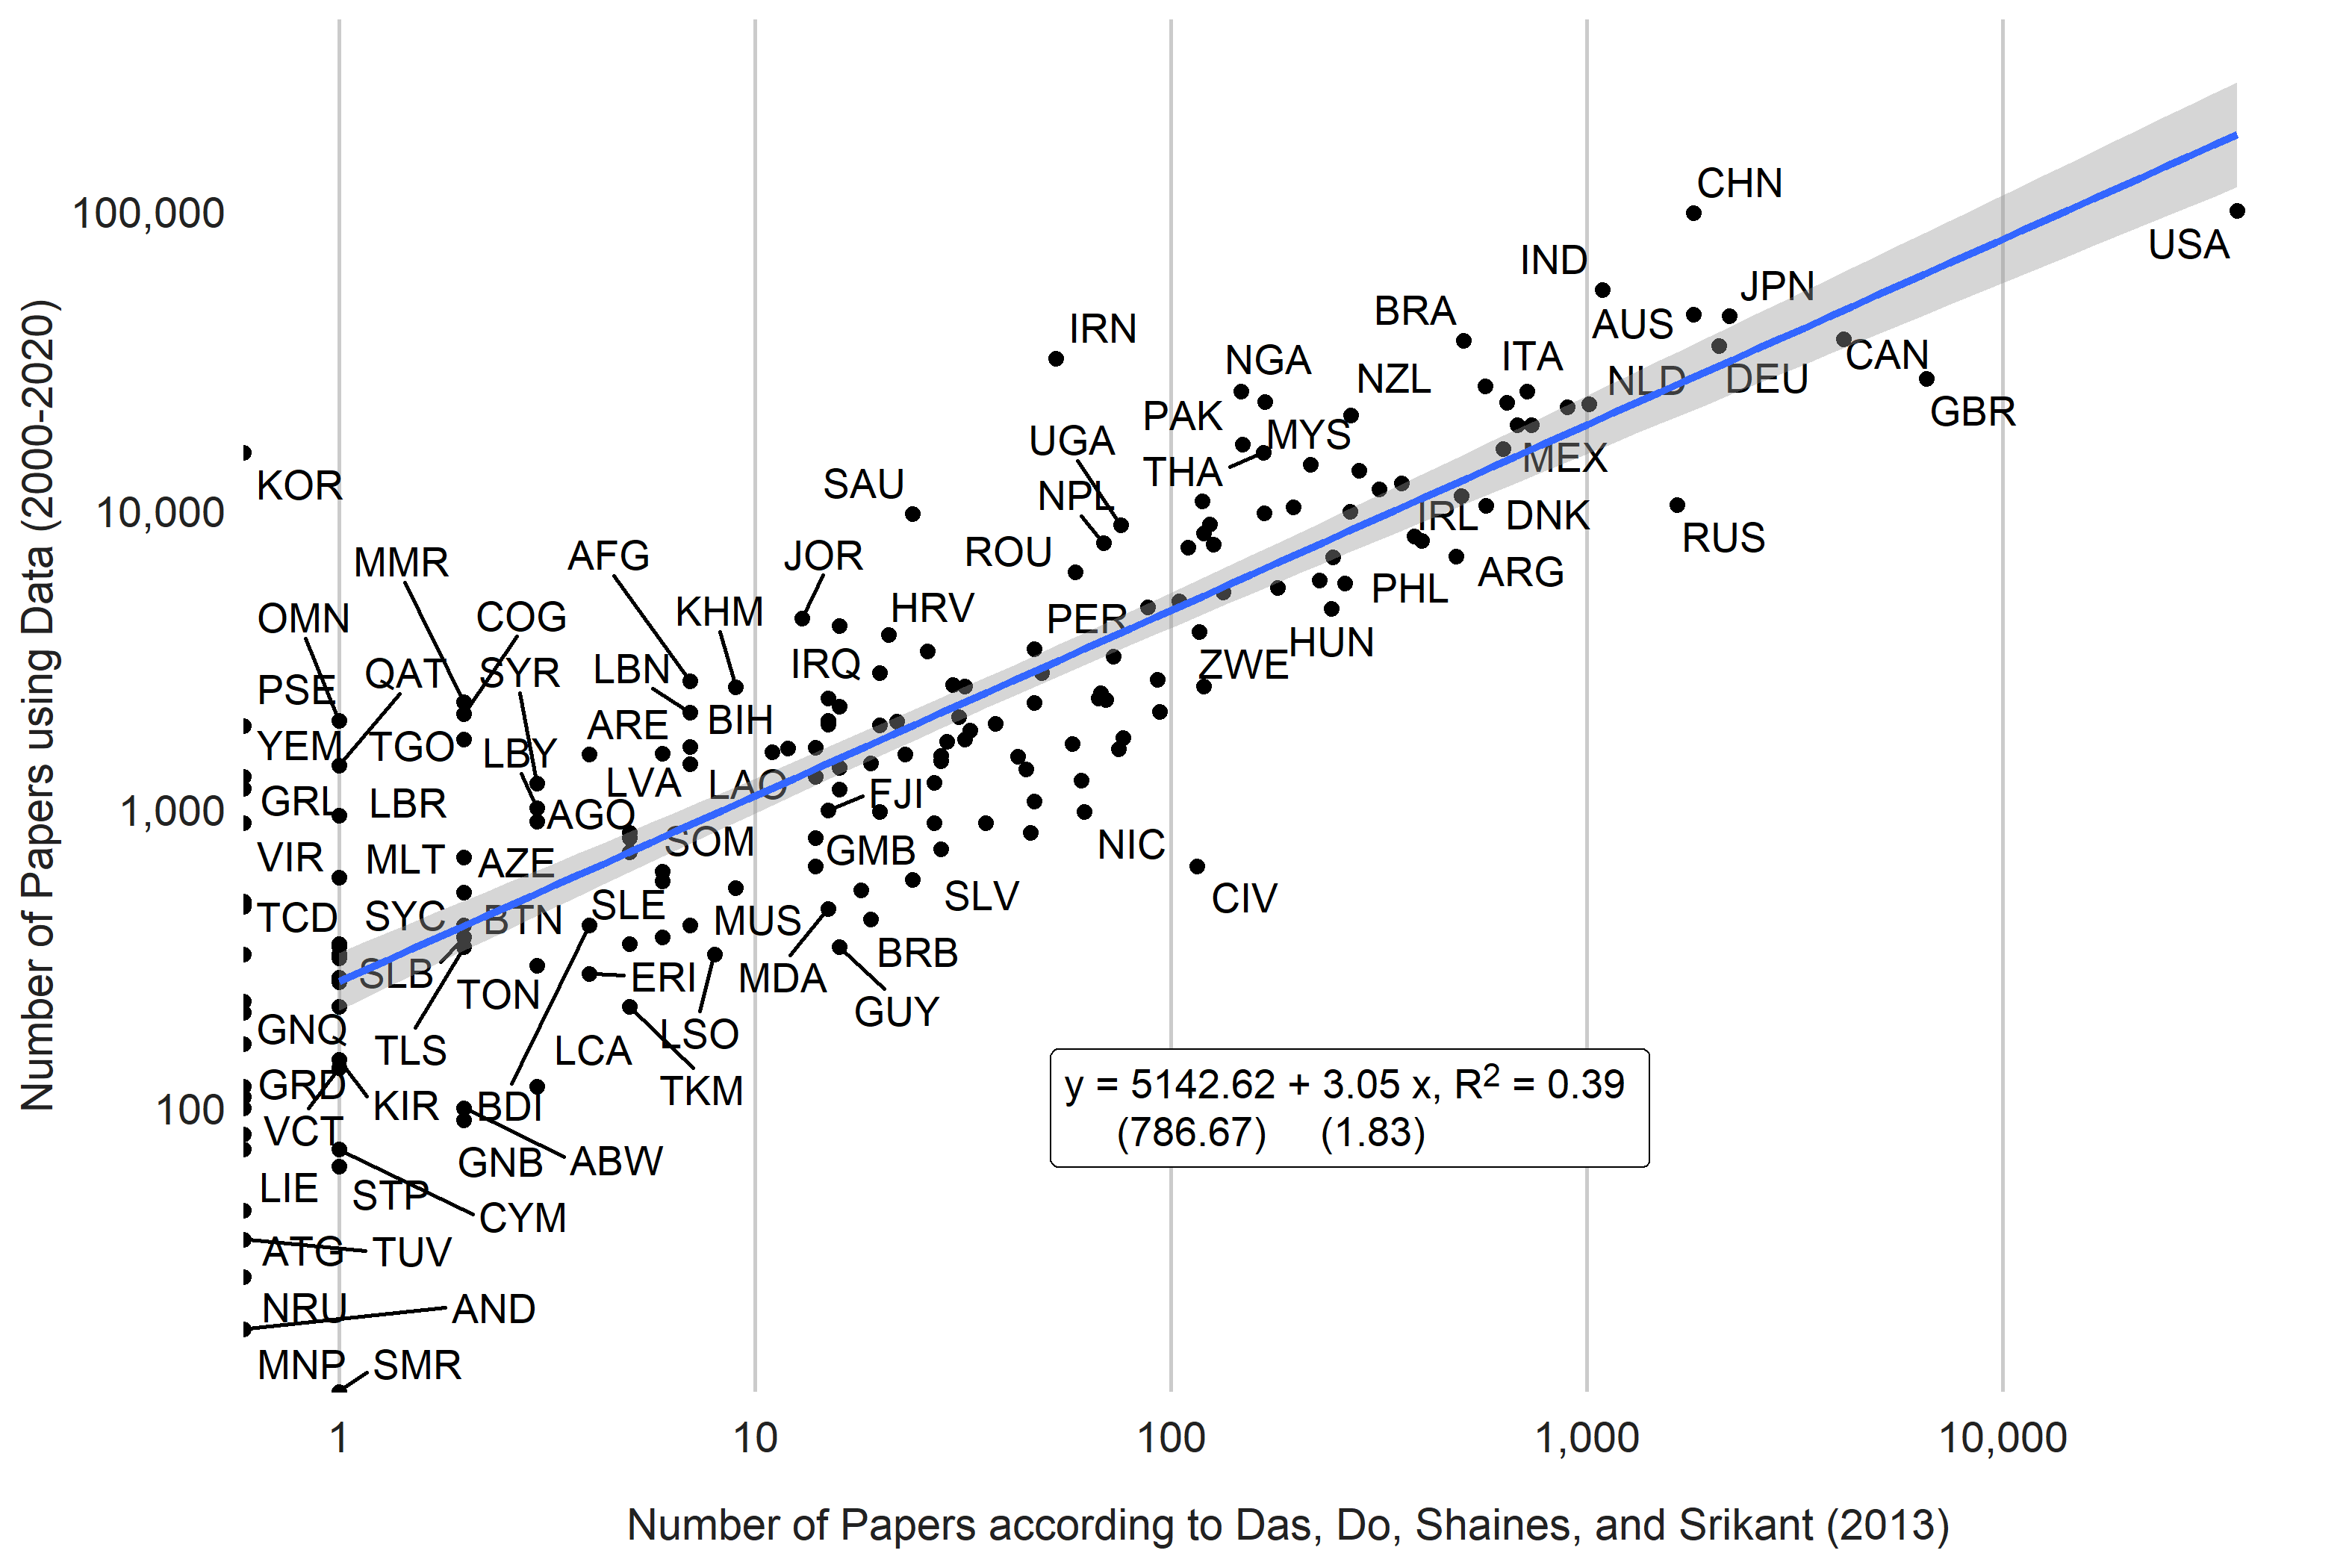 Number of Papers using Data (2000-2020)
100,000
10,000
1,000
100
CHN
USA
IND
JPN
BRA
AUS
IRN
ITA
NGA
CAN
NZL
NLD
DEU
GBR
PAK
UGA
MYS
MEX
THA
KOR
SAU
NPL
IRL
DNK
RUS
ROU
MMR
AFG
JOR
ARG
PHL
OMN
COG
KHM
HRV
PER
HUN
QAT
SYR
LBN
IRQ
ZWE
PSE
ARE
BIH
YEM
TGO
LBY
LVA
LAO
FJI
GRL
LBR
AGO
SOM
GMB
NIC
VIR
MLT
AZE
SLE
SLV
CIV
TCD
SYC
BTN
MUS
BRB
SLB
TON
ERI
MDA
GUY
GNQ
TLS
LCA
LSO
GRD
KIR
BDI
TKM
VCT
GNB
ABW
LIE
STP
CYM
ATG
TUV
NRU
AND
MNP
SMR
y = 5142.62 + 3.05 x, R² = 0.39
(786.67) (1.83)
1
10
100
1,000
10,000
Number of Papers according to Das, Do, Shaines, and Srikant (2013)